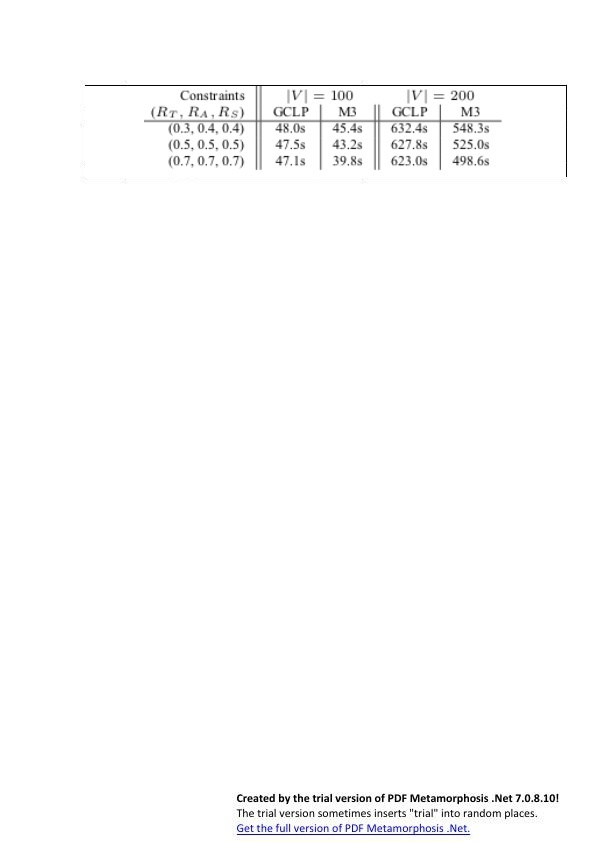 Constraints |V| = 100 |V| = 200
(R_T, R_A, R_S) GCLP M3 GCLP M3
(0.3, 0.4, 0.4) 48.0s 45.4s 632.4s 548.3s
(0.5, 0.5, 0.5) 47.5s 43.2s 627.8s 525.0s
(0.7, 0.7, 0.7) 47.1s 39.8s 623.0s 498.6s
Created by the trial version of PDF Metamorphosis .Net 7.0.8.10!
The trial version sometimes inserts "trial" into random places.
Get the full version of PDF Metamorphosis .Net.